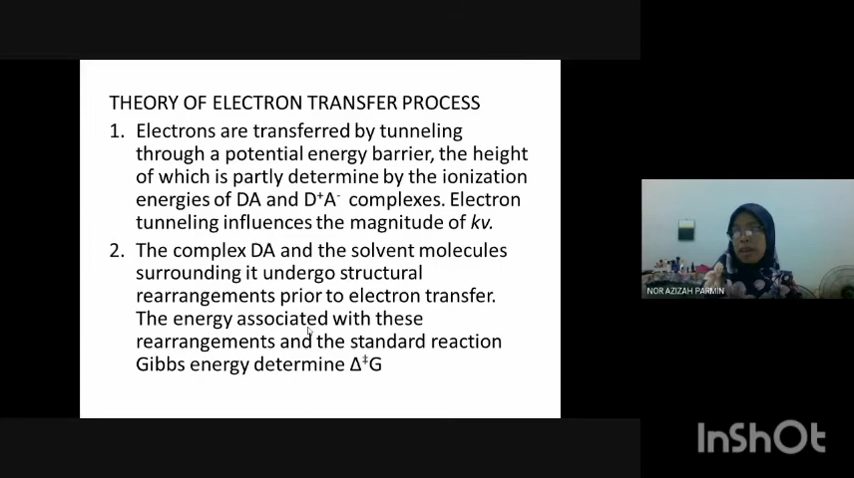 THEORY OF ELECTRON TRANSFER PROCESS
1. Electrons are transferred by tunneling
through a potential energy barrier, the height
of which is partly determine by the ionization
energies of DA and D⁺A⁻ complexes. Electron
tunneling influences the magnitude of kv.
2. The complex DA and the solvent molecules
surrounding it undergo structural
rearrangements prior to electron transfer.
The energy associated with these
rearrangements and the standard reaction
Gibbs energy determine Δ‡G
NOR AZIZAH PARMIN
InShOt